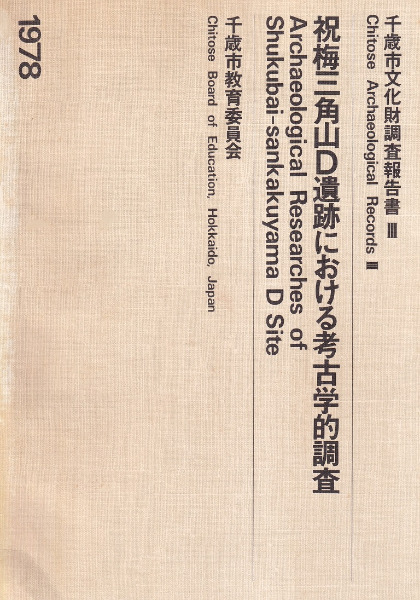 千歳市文化財調査報告書 Ⅲ
Chitose Archaeological Records Ⅲ
祝梅三角山D遺跡における考古学的調査
Archaeological Researches of
Shukubai-sankakuyama D Site
千歳市教育委員会
Chitose Board of Education, Hokkaido, Japan
1978